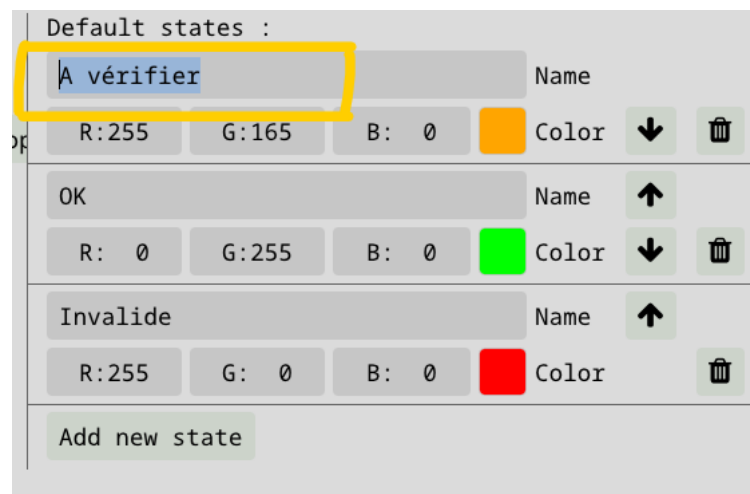 Default states :
A vérifier Name
R:255 G:165 B: 0 Color
OK Name
R: 0 G:255 B: 0 Color
Invalide Name
R:255 G: 0 B: 0 Color
Add new state